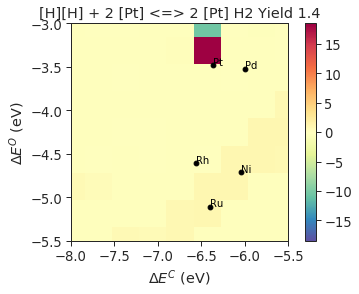 [H][H] + 2 [Pt] <=> 2 [Pt] H2 Yield 1.4
−3.0
−3.5
−4.0
−4.5
−5.0
−5.5
ΔE^O (eV)
Pt
Pd
Rh
Ni
Ru
−8.0 −7.5 −7.0 −6.5 −6.0 −5.5
ΔE^C (eV)
15
10
5
0
−5
−10
−15